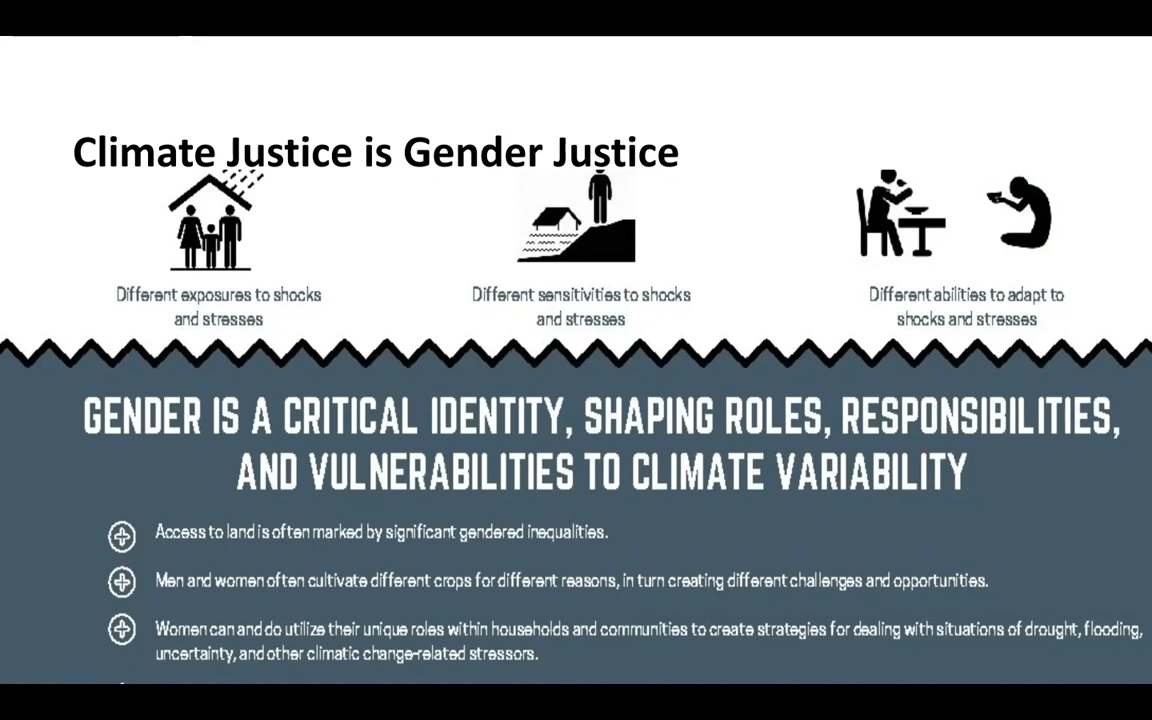 Climate Justice is Gender Justice
Different exposures to shocks
and stresses
Different sensitivities to shocks
and stresses
Different abilities to adapt to
shocks and stresses
GENDER IS A CRITICAL IDENTITY, SHAPING ROLES, RESPONSIBILITIES,
AND VULNERABILITIES TO CLIMATE VARIABILITY
Access to land is often marked by significant gendered inequalities.
Men and women often cultivate different crops for different reasons, in turn creating different challenges and opportunities.
Women can and do utilize their unique roles within households and communities to create strategies for dealing with situations of drought, flooding,
uncertainty, and other climatic change-related stressors.